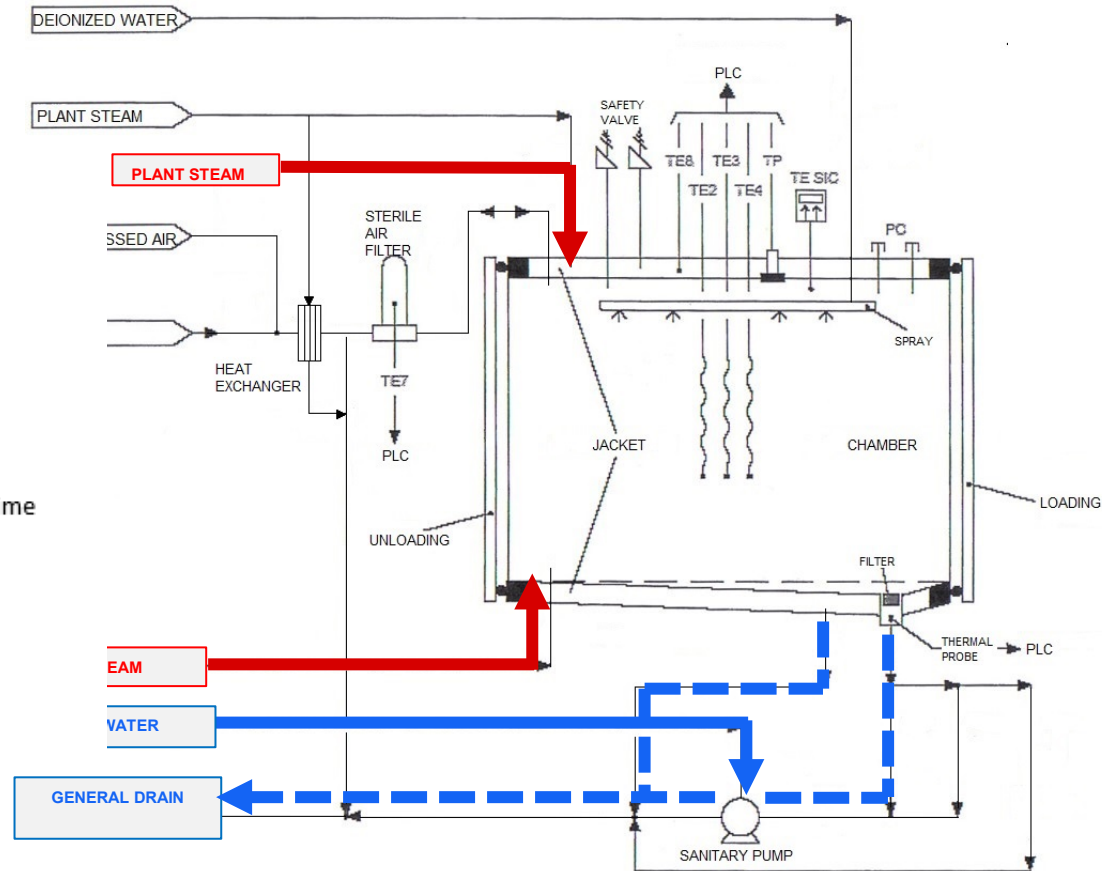 DEIONIZED WATER
PLANT STEAM
PLANT STEAM
SSED AIR
STERILE
AIR
FILTER
HEAT
EXCHANGER
TE7
PLC
PLC
SAFETY
VALVE
TE8
TE3
TP
TE2
TE4
TE SIC
PC
SPRAY
JACKET
CHAMBER
me
UNLOADING
LOADING
FILTER
THERMAL
PROBE
PLC
EAM
WATER
GENERAL DRAIN
SANITARY PUMP